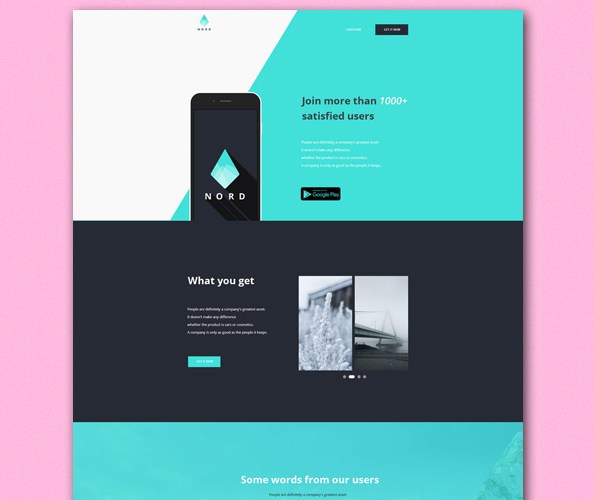 NORD
GET IT NOW
Join more than 1000+
satisfied users
People are definitely a company's greatest asset.
It doesn't make any difference
whether the product is cars or cosmetics.
A company is only as good as the people it keeps.
Google Play
NORD
What you get
People are definitely a company's greatest asset.
It doesn't make any difference
whether the product is cars or cosmetics.
A company is only as good as the people it keeps.
GET IT NOW
Some words from our users
People are definitely a company's greatest asset.